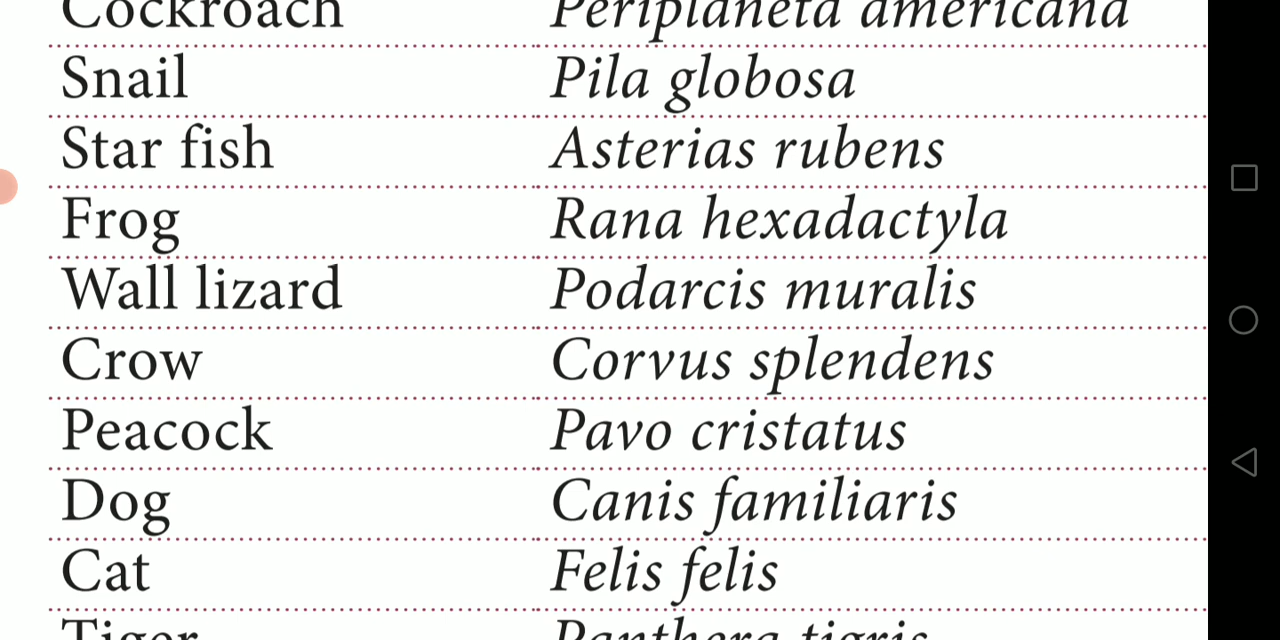 Cockroach Periplaneta americana
Snail Pila globosa
Star fish Asterias rubens
Frog Rana hexadactyla
Wall lizard Podarcis muralis
Crow Corvus splendens
Peacock Pavo cristatus
Dog Canis familiaris
Cat Felis felis
Tiger Panthera tigris